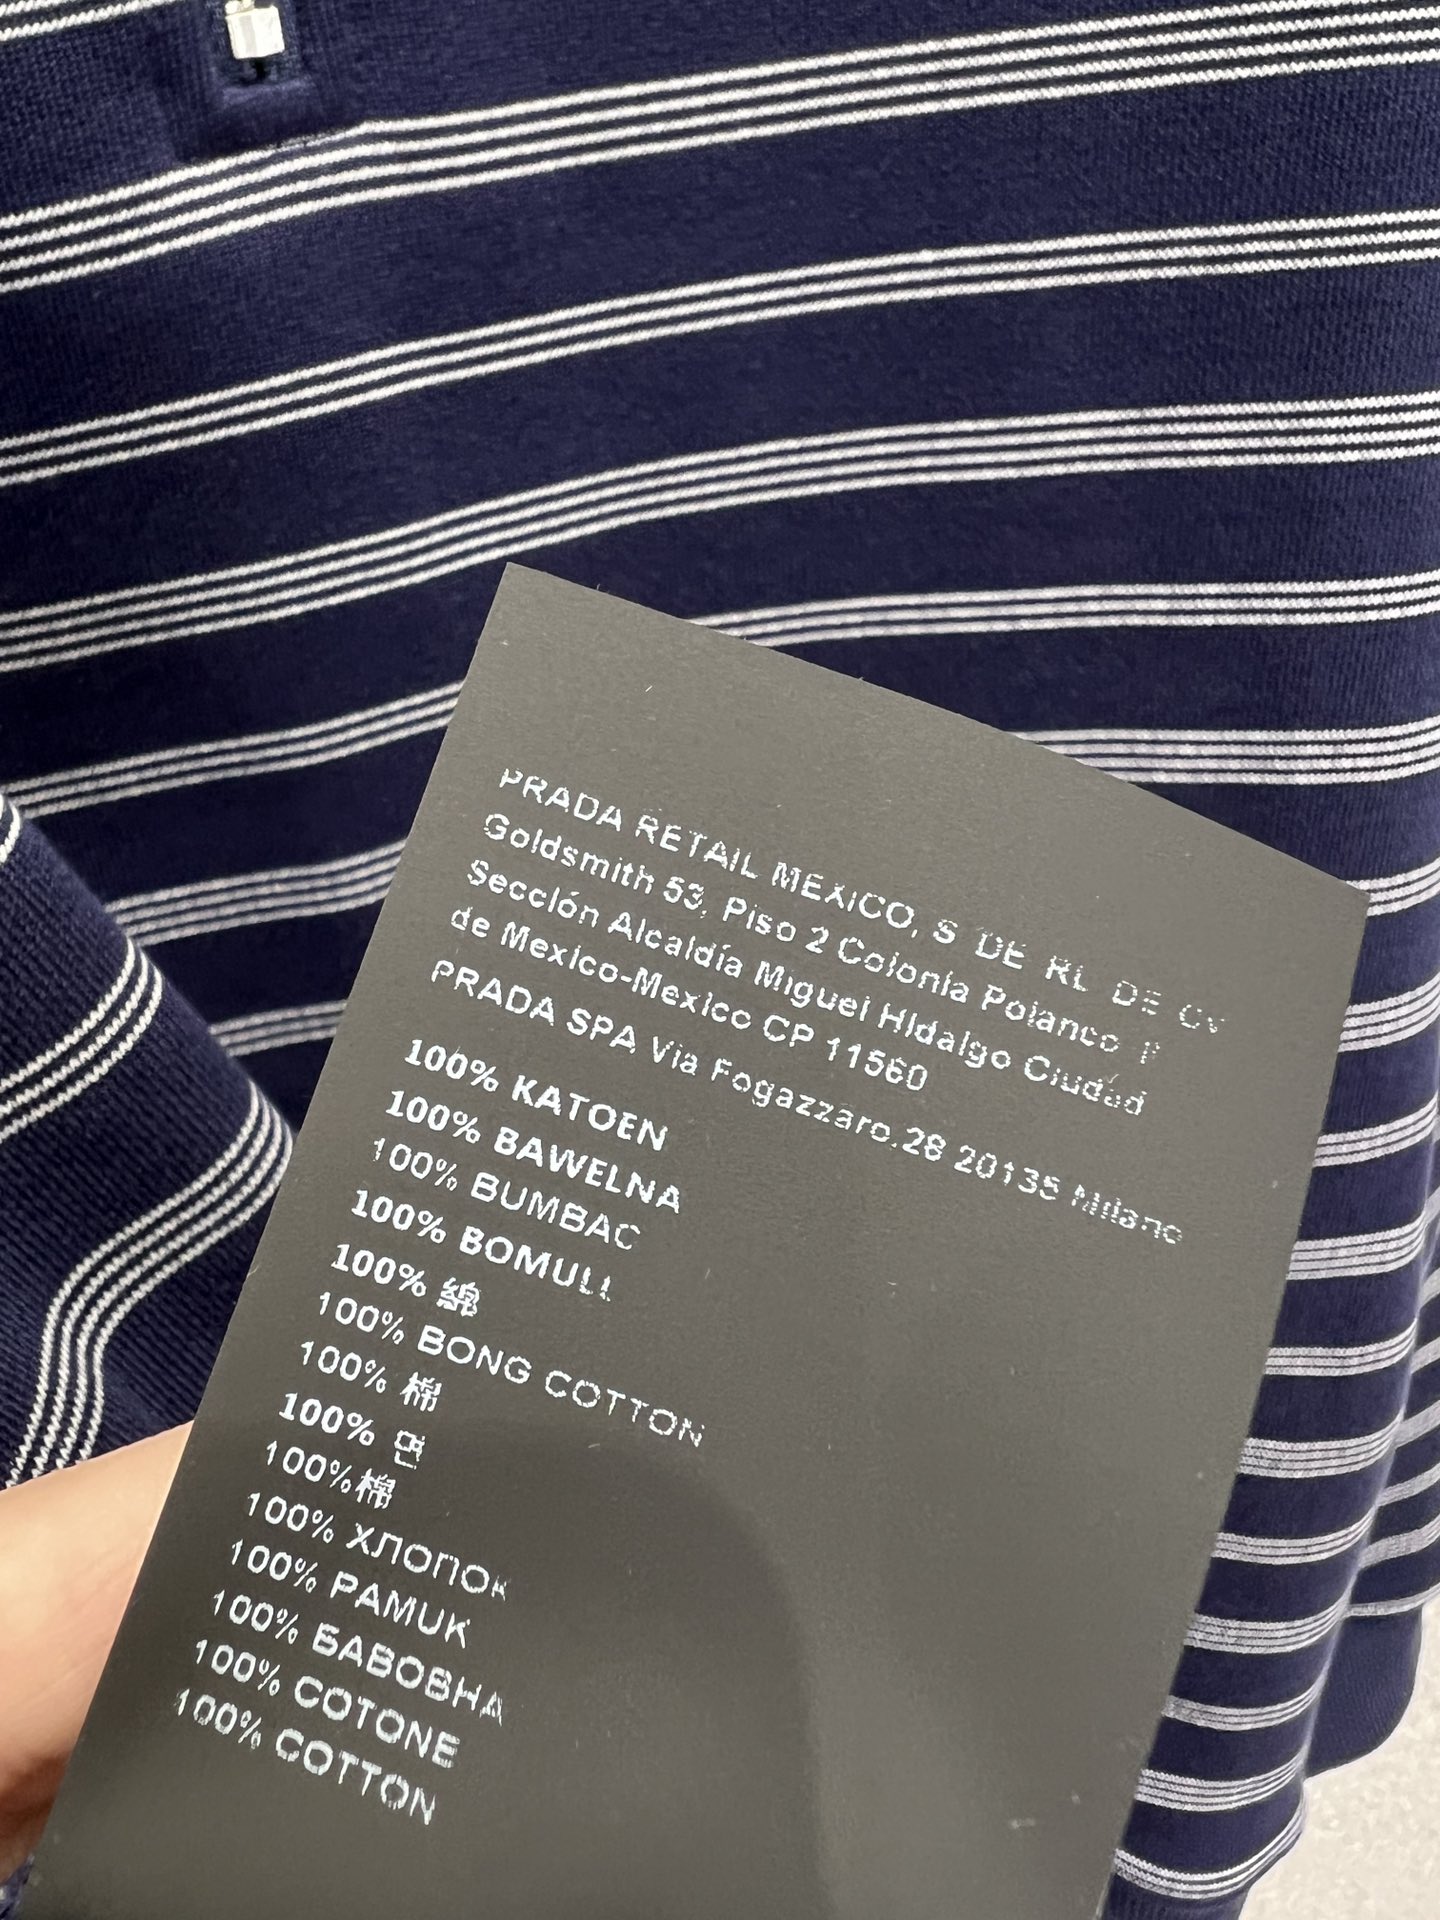 PRADA RETAIL MEXICO, S DE RL DE CV
Goldsmith 53, Piso 2 Colonia Polanco II
Sección Alcaldía Miguel Hidalgo Ciudad
de Mexico-Mexico CP 11560
PRADA SPA Via Fogazzaro,28 20135 Milano
100% KATOEN
100% BAWELNA
100% BUMBAC
100% BOMULL
100% 綿
100% BONG COTTON
100% 棉
100% 면
100%棉
100% ХЛОПОК
100% PAMUK
100% БАВОВНА
100% COTONE
100% COTTON